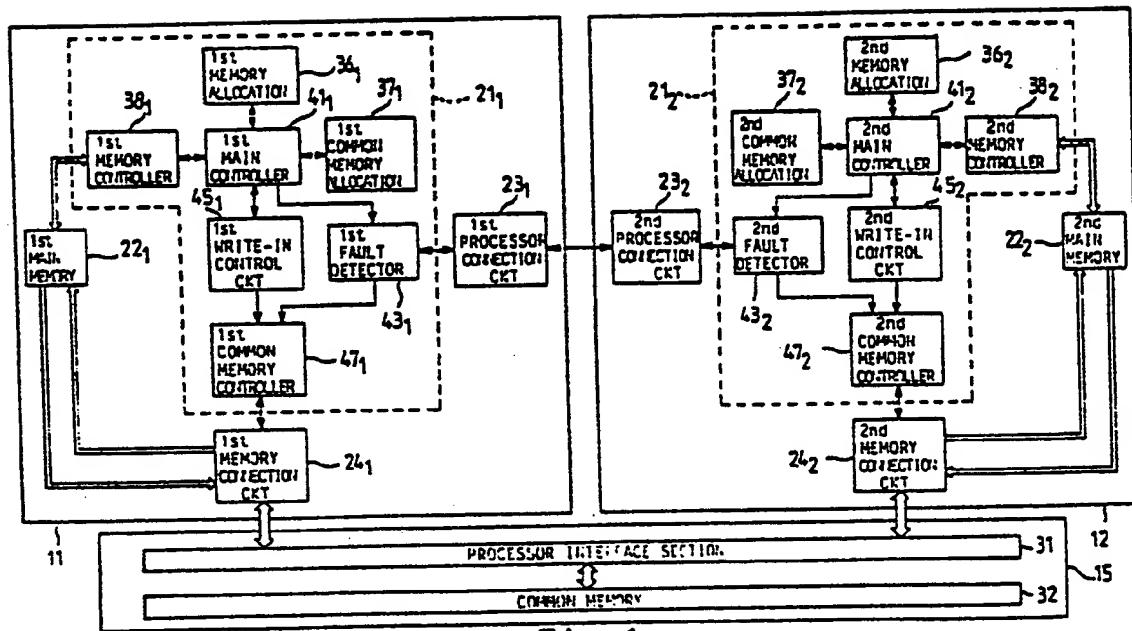 1st
MEMORY
ALLOCATION
36₁
38₁
41₁
37₁
21₁
1st
MEMORY
CONTROLLER
1st
MAIN
CONTROLLER
1st
COMMON
MEMORY
ALLOCATION
45₁
23₁
1st
MAIN
MEMORY
22₁
1st
WRITE-IN
CONTROL
CKT
1st
FAULT
DETECTOR
1st
PROCESSOR
CONNECTION
CKT
43₁
1st
COMMON
MEMORY
CONTROLLER
47₁
1st
MEMORY
CONNECTION
CKT
24₁
11
2nd
MEMORY
ALLOCATION
36₂
37₂
21₂
41₂
38₂
2nd
COMMON
MEMORY
ALLOCATION
2nd
MAIN
CONTROLLER
2nd
MEMORY
CONTROLLER
23₂
45₂
2nd
PROCESSOR
CONNECTION
CKT
2nd
FAULT
DETECTOR
2nd
WRITE-IN
CONTROL
CKT
22₂
2nd
MAIN
MEMORY
43₂
2nd
COMMON
MEMORY
CONTROLLER
47₂
2nd
MEMORY
CONNECTION
CKT
24₂
12
PROCESSOR INTERFACE SECTION
31
15
COMMON MEMORY
32